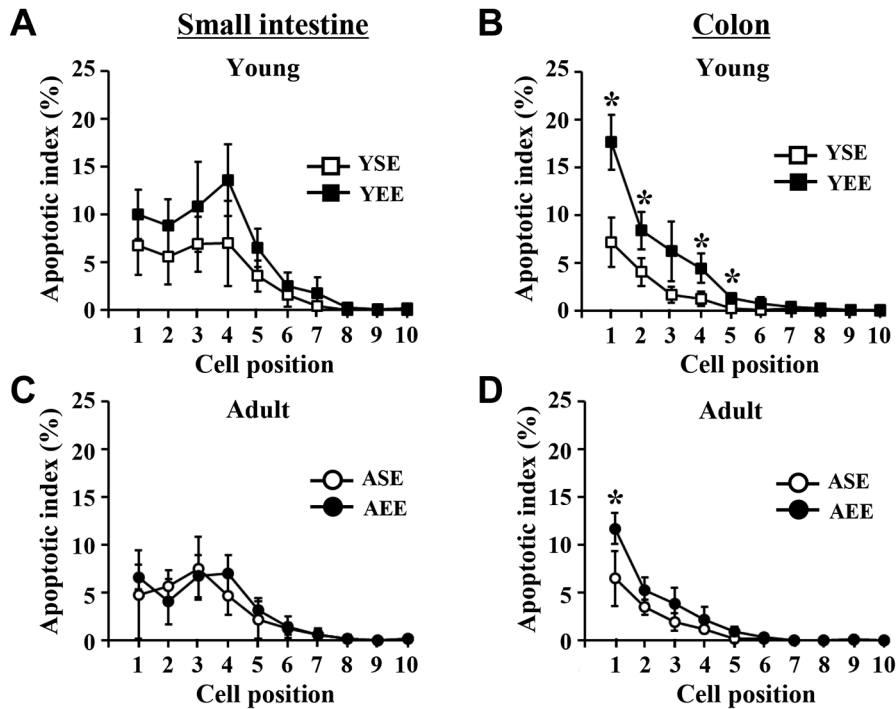 A
Small intestine
Young
Apoptotic index (%)
25
20
15
10
5
0
YSE
YEE
1 2 3 4 5 6 7 8 9 10
Cell position
B
Colon
Young
Apoptotic index (%)
25
20
15
10
5
0
* * * *
YSE
YEE
1 2 3 4 5 6 7 8 9 10
Cell position
C
Adult
Apoptotic index (%)
25
20
15
10
5
0
ASE
AEE
1 2 3 4 5 6 7 8 9 10
Cell position
D
Adult
Apoptotic index (%)
25
20
15
10
5
0
*
ASE
AEE
1 2 3 4 5 6 7 8 9 10
Cell position